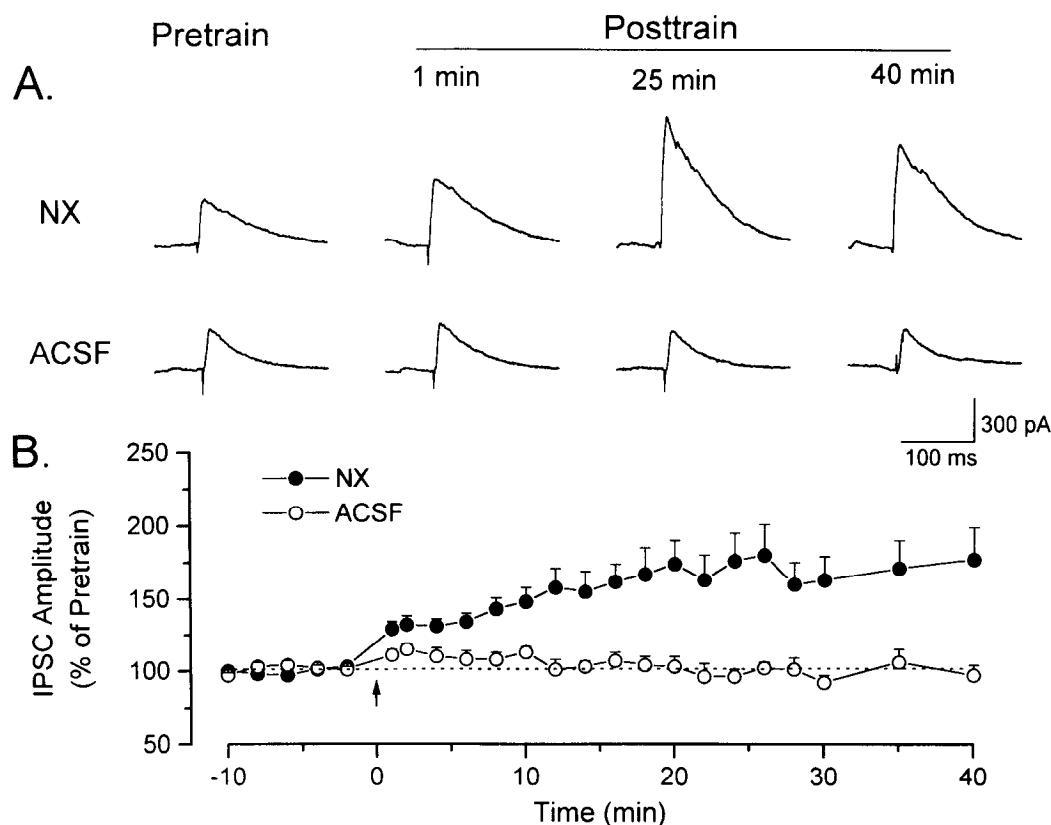 Pretrain
Posttrain
A.
1 min
25 min
40 min
NX
ACSF
300 pA
100 ms
B.
250
200
150
100
50
IPSC Amplitude
(% of Pretrain)
NX
ACSF
-10
0
10
20
30
40
Time (min)